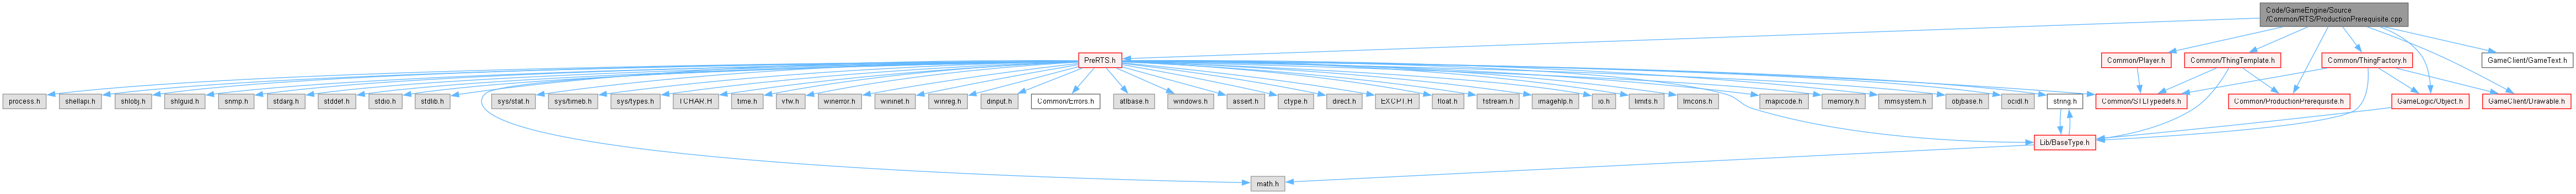 Code/GameEngine/Source
/Common/RTS/ProductionPrerequisite.cpp
PreRTS.h
Common/Player.h
Common/ThingTemplate.h
Common/ThingFactory.h
GameClient/GameText.h
process.h
shellapi.h
shlobj.h
shlguid.h
snmp.h
stdarg.h
stddef.h
stdio.h
stdlib.h
sys/stat.h
sys/timeb.h
sys/types.h
TCHAR.H
time.h
vfw.h
winerror.h
wininet.h
winreg.h
dinput.h
Common/Errors.h
atlbase.h
windows.h
assert.h
ctype.h
direct.h
EXCPT.H
float.h
fstream.h
imagehlp.h
io.h
limits.h
lmcons.h
mapicode.h
memory.h
mmsystem.h
objbase.h
ocidl.h
string.h
Common/STLTypedefs.h
Common/ProductionPrerequisite.h
GameLogic/Object.h
GameClient/Drawable.h
Lib/BaseType.h
math.h